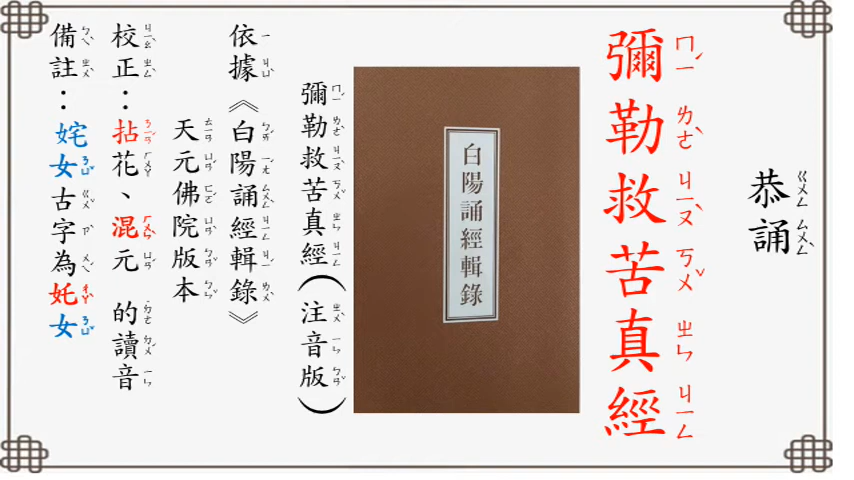 恭誦
彌勒救苦真經
白陽誦經輯錄
彌勒救苦真經（注音版）
依據《白陽誦經輯錄》
天元佛院版本
校正：拈花、混元 的讀音
備註：姹女古字為奼女